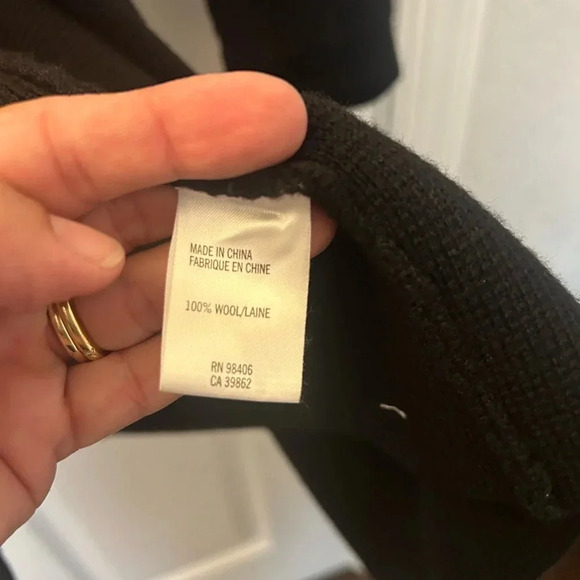 MADE IN CHINA
FABRIQUE EN CHINE
100% WOOL/LAINE
RN 98406
CA 39862